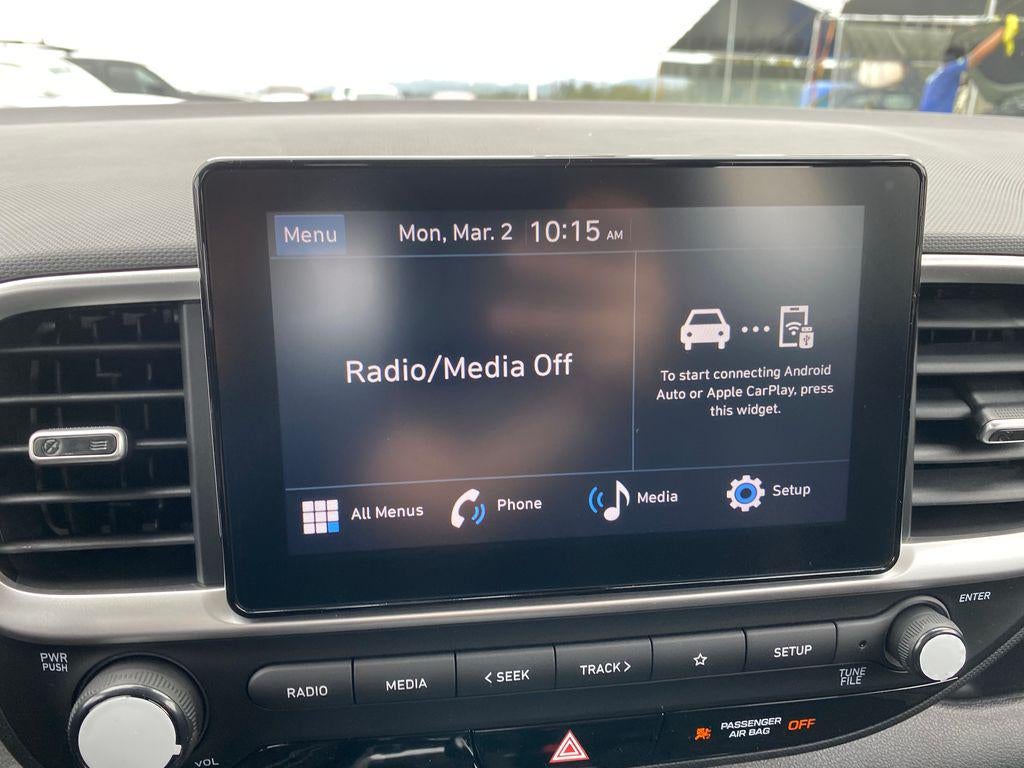 Menu
Mon, Mar. 2 10:15 AM
Radio/Media Off
To start connecting Android
Auto or Apple CarPlay, press
this widget.
All Menus
Phone
Media
Setup
PWR
PUSH
VOL
RADIO
MEDIA
< SEEK
TRACK >
☆
SETUP
TUNE
FILE
ENTER
PASSENGER
AIR BAG
OFF